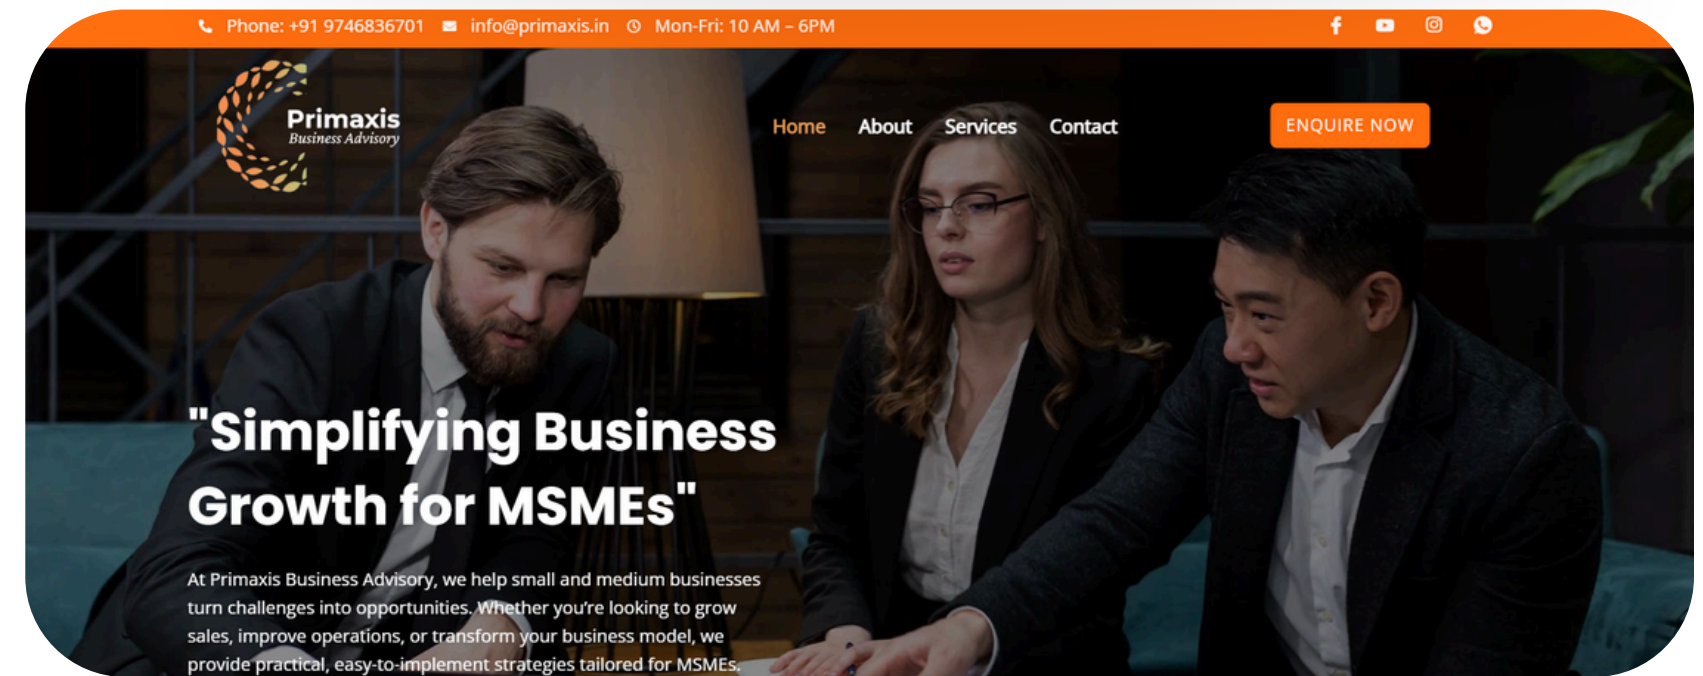 Phone: +91 9746836701 info@primaxis.in Mon-Fri: 10 AM – 6PM
Primaxis
Business Advisory
Home About Services Contact
ENQUIRE NOW
"Simplifying Business
Growth for MSMEs"
At Primaxis Business Advisory, we help small and medium businesses
turn challenges into opportunities. Whether you're looking to grow
sales, improve operations, or transform your business model, we
provide practical, easy-to-implement strategies tailored for MSMEs.